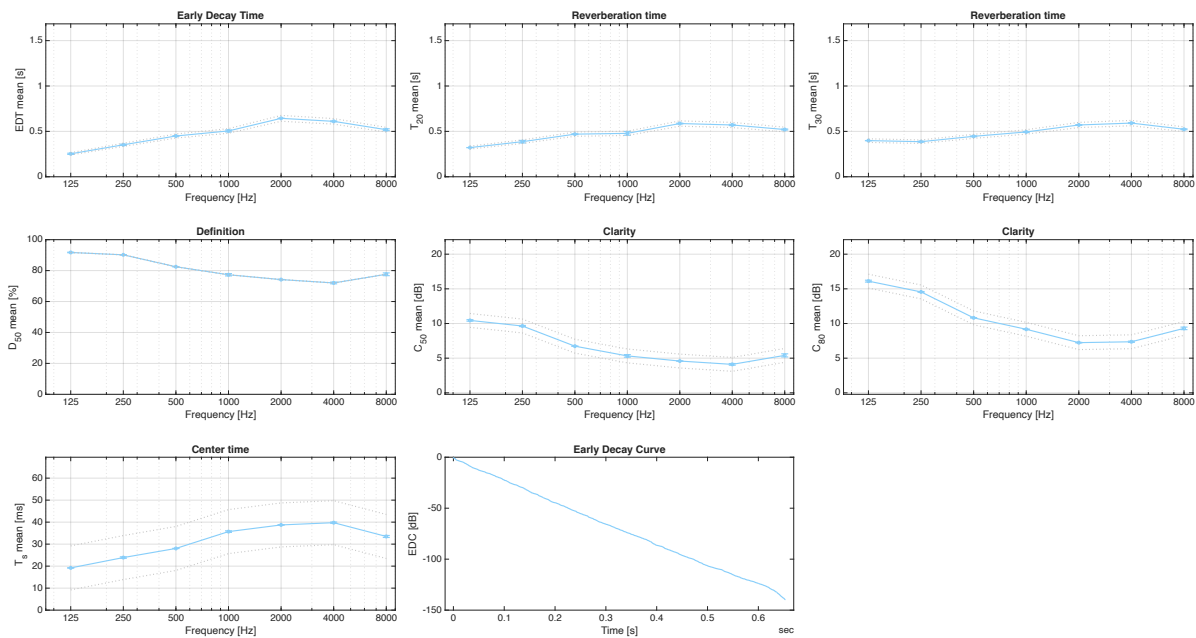 Early Decay Time
EDT mean [s]
1.5
1
0.5
0
125 250 500 1000 2000 4000 8000
Frequency [Hz]
Reverberation time
T20 mean [s]
1.5
1
0.5
0
125 250 500 1000 2000 4000 8000
Frequency [Hz]
Reverberation time
T30 mean [s]
1.5
1
0.5
0
125 250 500 1000 2000 4000 8000
Frequency [Hz]
Definition
D50 mean [%]
100
80
60
40
20
0
125 250 500 1000 2000 4000 8000
Frequency [Hz]
Clarity
C50 mean [dB]
20
15
10
5
0
125 250 500 1000 2000 4000 8000
Frequency [Hz]
Clarity
C80 mean [dB]
20
15
10
5
0
125 250 500 1000 2000 4000 8000
Frequency [Hz]
Center time
Ts mean [ms]
60
50
40
30
20
10
0
125 250 500 1000 2000 4000 8000
Frequency [Hz]
Early Decay Curve
EDC [dB]
0
-50
-100
-150
0 0.1 0.2 0.3 0.4 0.5 0.6
Time [s]
sec